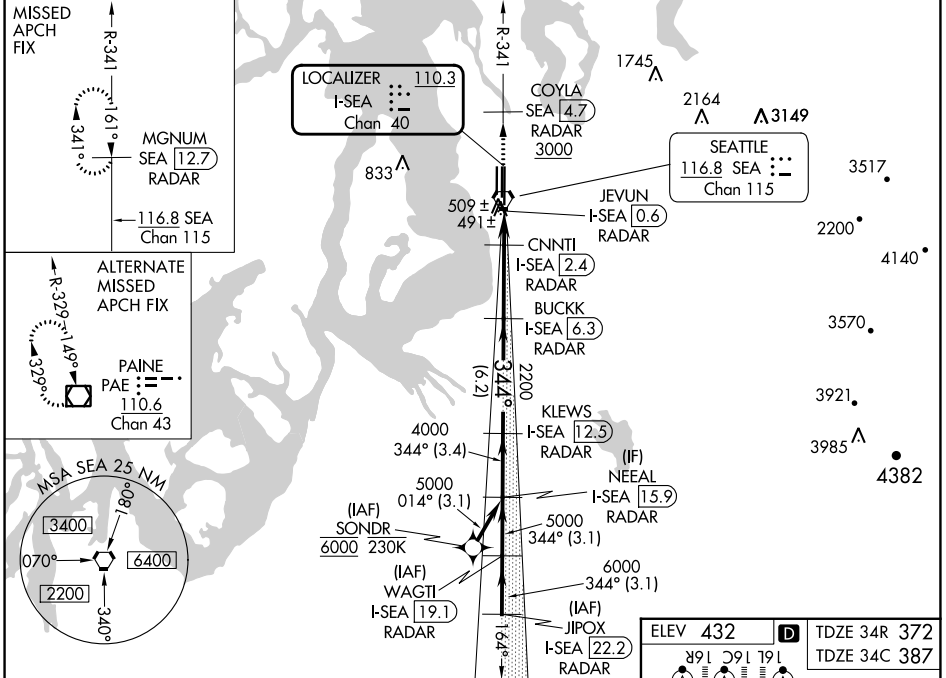 MISSED
APCH
FIX
R-341
161°
341°
MGNUM
SEA 12.7
RADAR
116.8 SEA
Chan 115
ALTERNATE
MISSED
APCH FIX
R-329
149°
329°
PAINE
PAE
110.6
Chan 43
MSA SEA 25 NM
180°
3400
070°
6400
2200
340°
LOCALIZER 110.3
I-SEA
Chan 40
R-341
COYLA
SEA 4.7
RADAR
3000
1745
2164
3149
SEATTLE
116.8 SEA
Chan 115
833
509 ±
491 ±
JEVUN
I-SEA 0.6
RADAR
3517
2200
4140
CNNTI
I-SEA 2.4
RADAR
BUCKK
I-SEA 6.3
RADAR
3570
344°
2200
(6.2)
KLEWS
I-SEA 12.5
RADAR
3921
3985
4382
4000
344° (3.4)
(IF)
NEEAL
I-SEA 15.9
RADAR
5000
014° (3.1)
(IAF)
SONDR
6000 230K
5000
344° (3.1)
(IAF)
WAGTI
I-SEA 19.1
RADAR
6000
344° (3.1)
(IAF)
JIPOX
I-SEA 22.2
RADAR
164°
ELEV 432 D TDZE 34R 372
TDZE 34C 387
16R 16C 16L